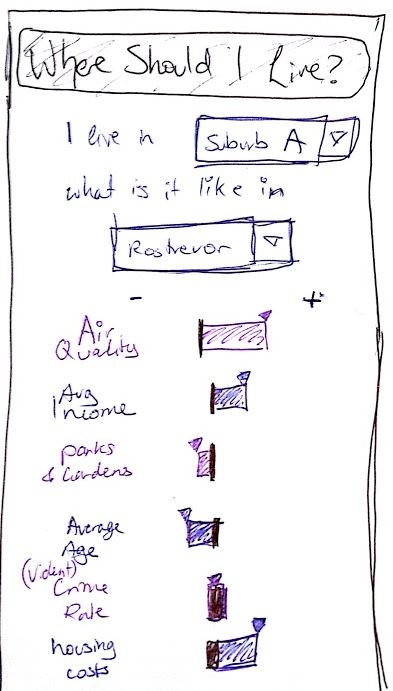 Where Should I Live?
I live in Suburb A
what is it like in
Rostrevor
- +
Air
Quality
Avg
Income
Parks
& Gardens
Average
Age
(Violent)
Crime
Rate
housing
costs